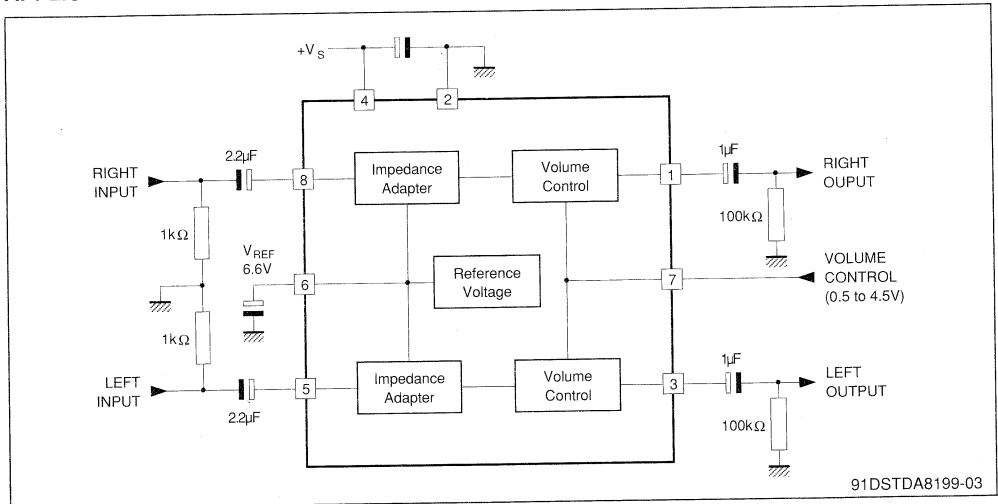 +VS
4
2
RIGHT
INPUT
2.2µF
8
Impedance
Adapter
Volume
Control
1
1µF
RIGHT
OUPUT
100kΩ
1kΩ
VREF
6.6V
6
Reference
Voltage
7
VOLUME
CONTROL
(0.5 to 4.5V)
1kΩ
LEFT
INPUT
2.2µF
5
Impedance
Adapter
Volume
Control
3
1µF
LEFT
OUTPUT
100kΩ
91DSTDA8199-03